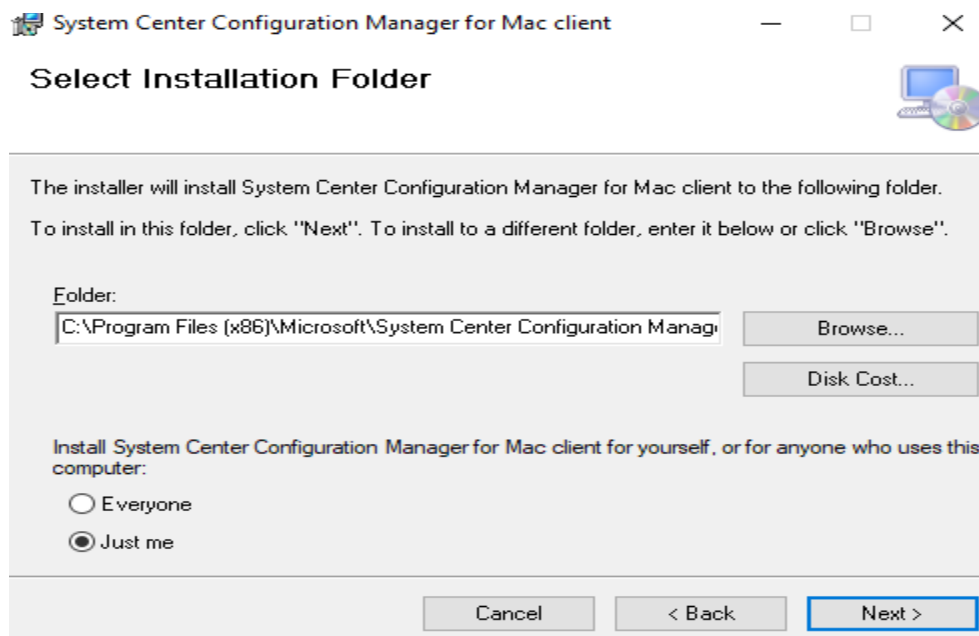 System Center Configuration Manager for Mac client
Select Installation Folder
The installer will install System Center Configuration Manager for Mac client to the following folder.
To install in this folder, click "Next". To install to a different folder, enter it below or click "Browse".
Folder:
C:\Program Files (x86)\Microsoft\System Center Configuration Manag
Browse...
Disk Cost...
Install System Center Configuration Manager for Mac client for yourself, or for anyone who uses this
computer:
Everyone
Just me
Cancel
< Back
Next >